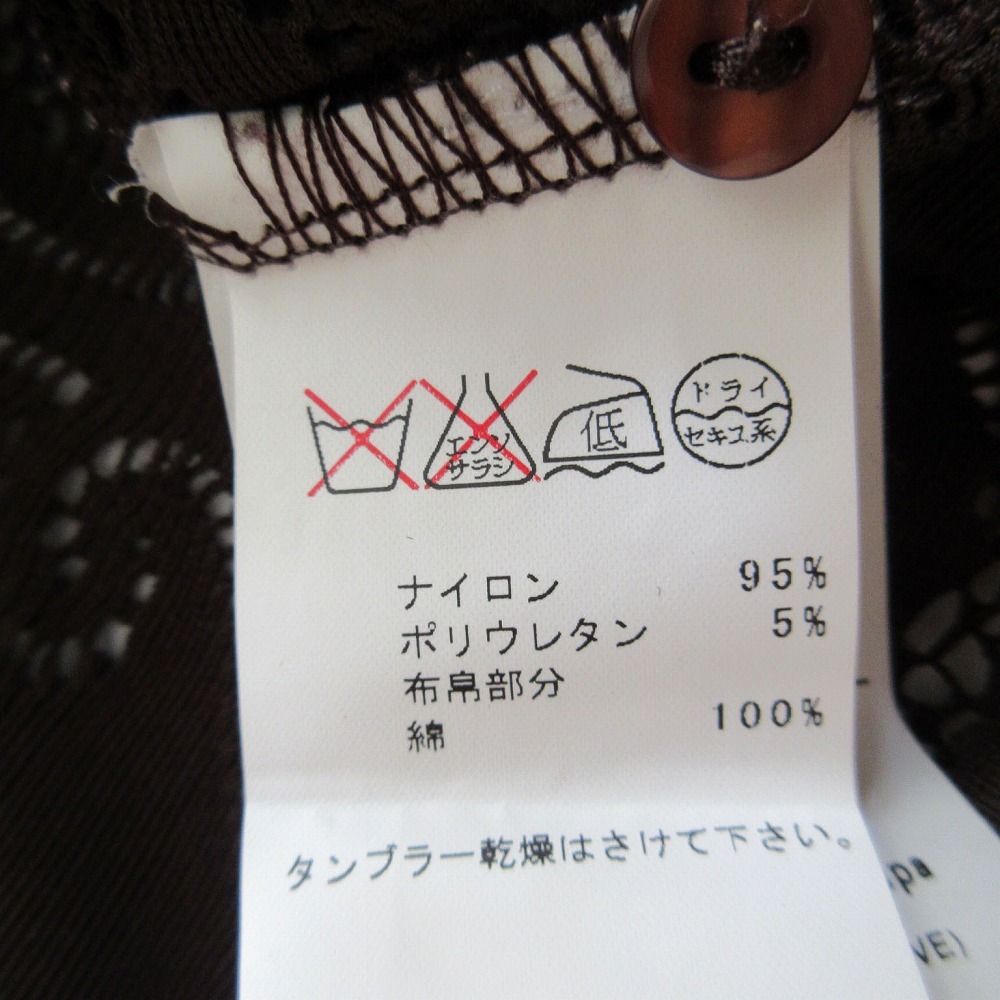 エンソ
サラシ
低
ドライ
セキユ系
ナイロン 95%
ポリウレタン 5%
布帛部分
綿 100%
タンブラー乾燥はさけて下さい。
pa
VE)